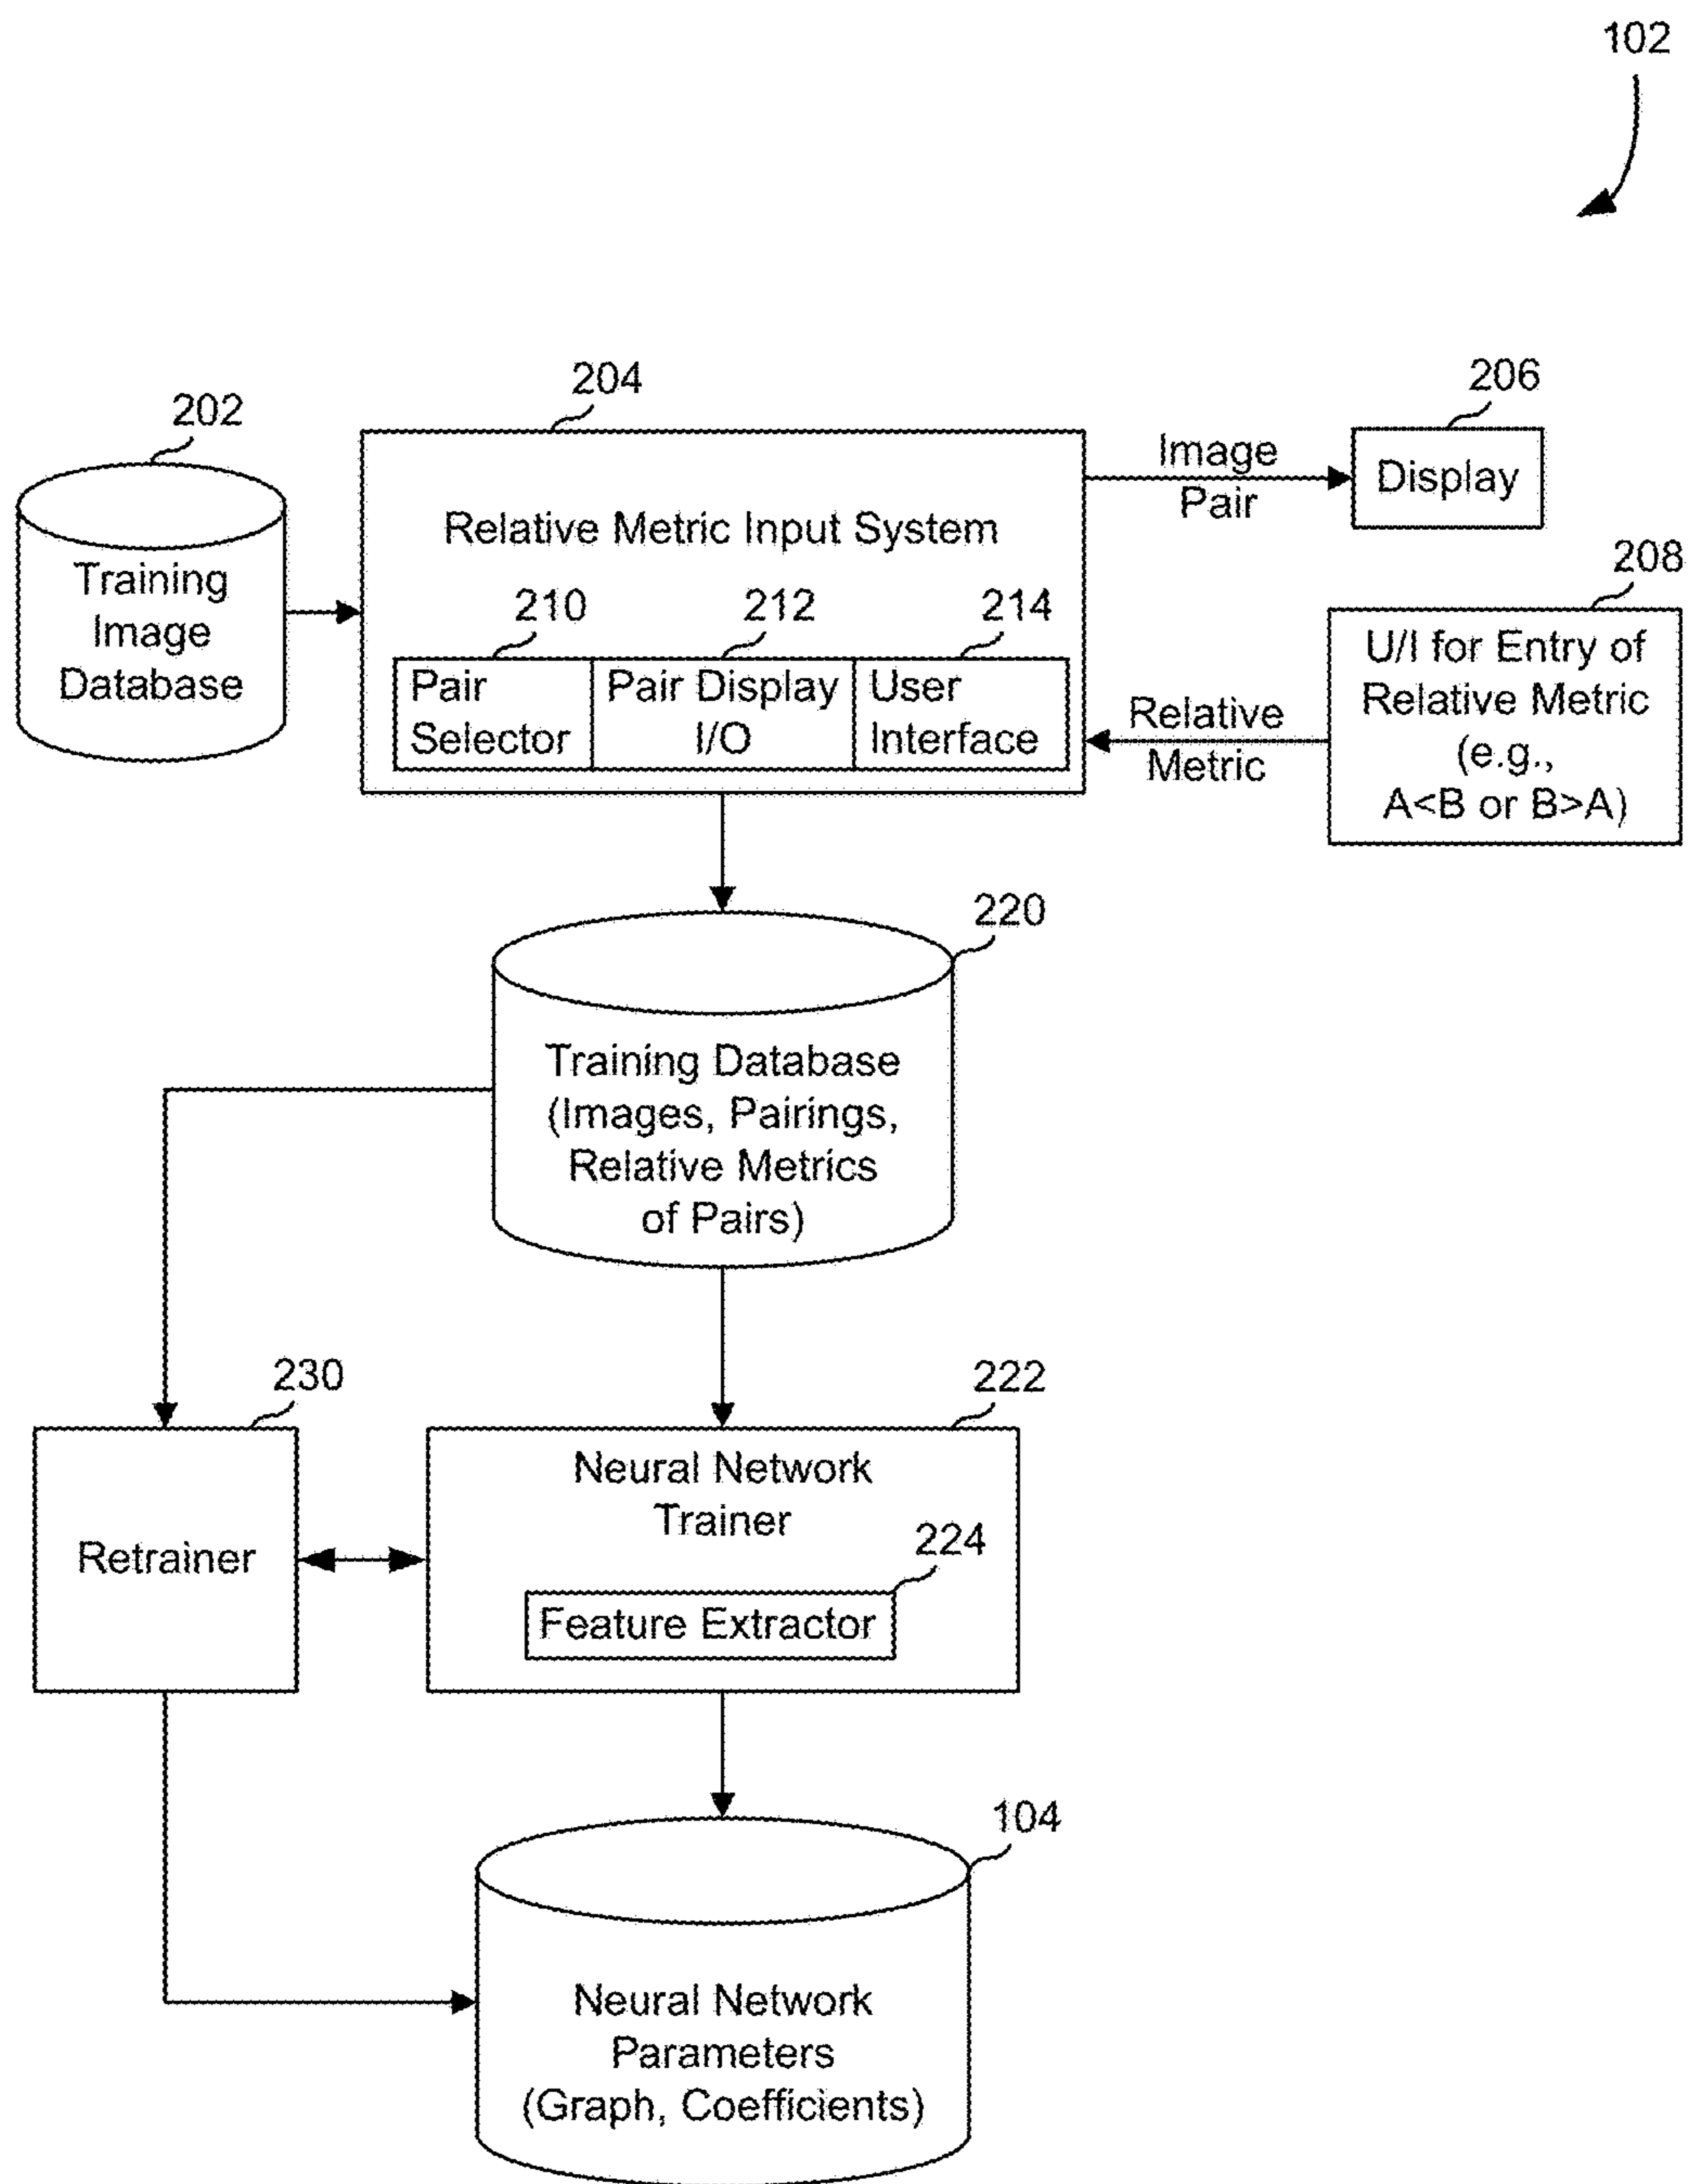 102
202
204
206
Image
Pair
Display
Relative Metric Input System
Training
Image
Database
210
212
214
208
Pair
Selector
Pair Display
I/O
User
Interface
Relative
Metric
U/I for Entry of
Relative Metric
(e.g.,
A<B or B>A)
220
Training Database
(Images, Pairings,
Relative Metrics
of Pairs)
230
222
Retrainer
Neural Network
Trainer
224
Feature Extractor
104
Neural Network
Parameters
(Graph, Coefficients)